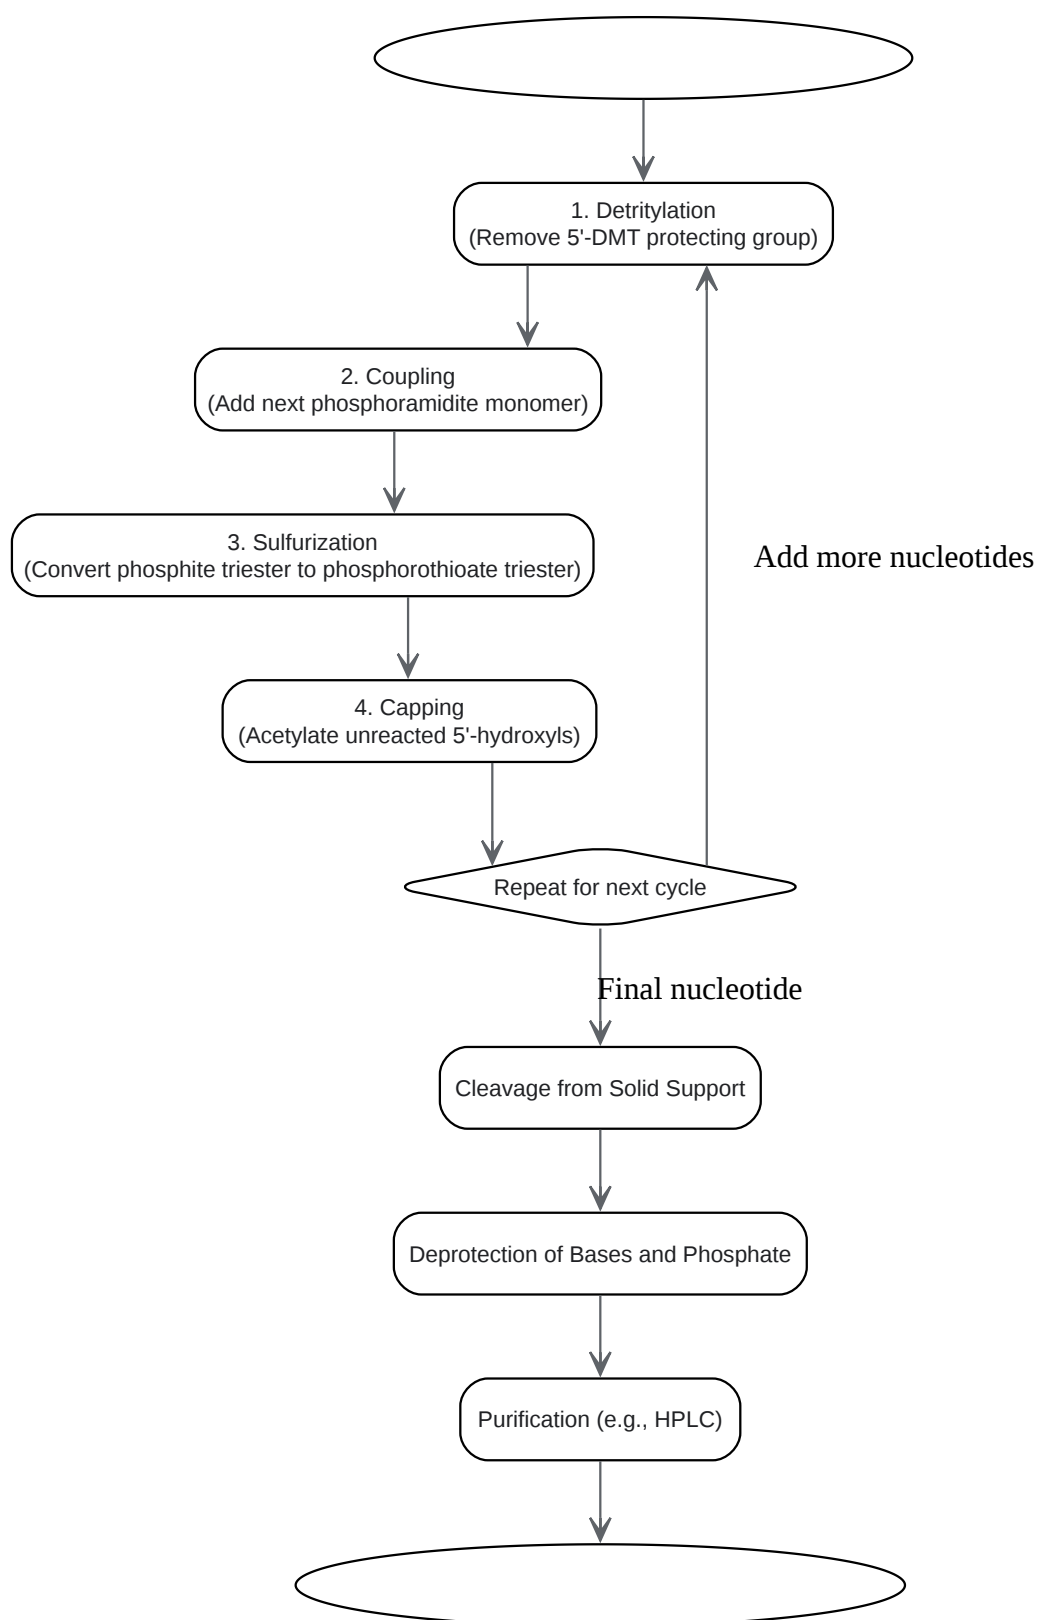 1. Detritylation
(Remove 5'-DMT protecting group)
2. Coupling
(Add next phosphoramidite monomer)
3. Sulfurization
(Convert phosphite triester to phosphorothioate triester)
Add more nucleotides
4. Capping
(Acetylate unreacted 5'-hydroxyls)
Repeat for next cycle
Final nucleotide
Cleavage from Solid Support
Deprotection of Bases and Phosphate
Purification (e.g., HPLC)